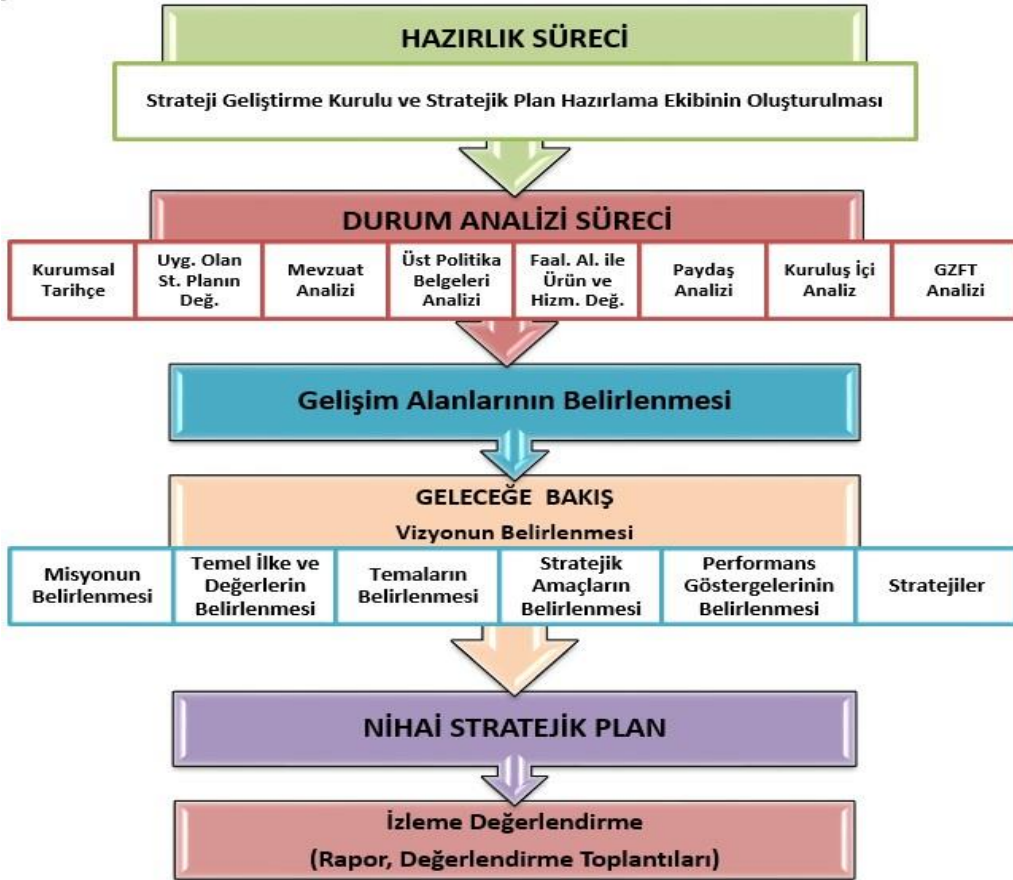 HAZIRLIK SÜRECİ
Strateji Geliştirme Kurulu ve Stratejik Plan Hazırlama Ekibinin Oluşturulması
DURUM ANALİZİ SÜRECİ
Kurumsal
Tarihçe
Uyg. Olan
St. Planın
Değ.
Mevzuat
Analizi
Üst Politika
Belgeleri
Analizi
Faal. Al. ile
Ürün ve
Hizm. Değ.
Paydaş
Analizi
Kuruluş İçi
Analiz
GZFT
Analizi
Gelişim Alanlarının Belirlenmesi
GELECEĞE BAKIŞ
Vizyonun Belirlenmesi
Misyonun
Belirlenmesi
Temel İlke ve
Değerlerin
Belirlenmesi
Temaların
Belirlenmesi
Stratejik
Amaçların
Belirlenmesi
Performans
Göstergelerinin
Belirlenmesi
Stratejiler
NİHAİ STRATEJİK PLAN
İzleme Değerlendirme
(Rapor, Değerlendirme Toplantıları)